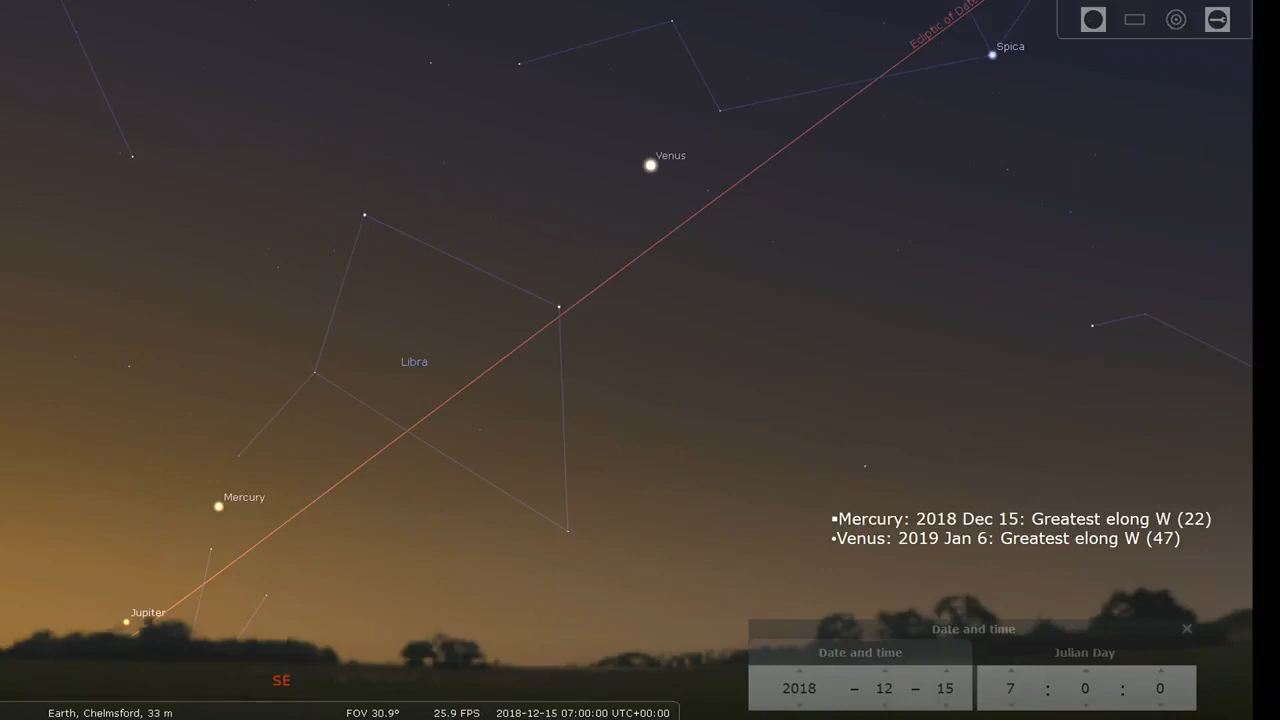 Ecliptic of Date
Spica
Venus
Libra
Mercury
▪Mercury: 2018 Dec 15: Greatest elong W (22)
•Venus: 2019 Jan 6: Greatest elong W (47)
Jupiter
Date and time
Date and time Julian Day
2018 - 12 - 15 7 : 0 : 0
SE
Earth, Chelmsford, 33 m FOV 30.9° 25.9 FPS 2018-12-15 07:00:00 UTC+00:00